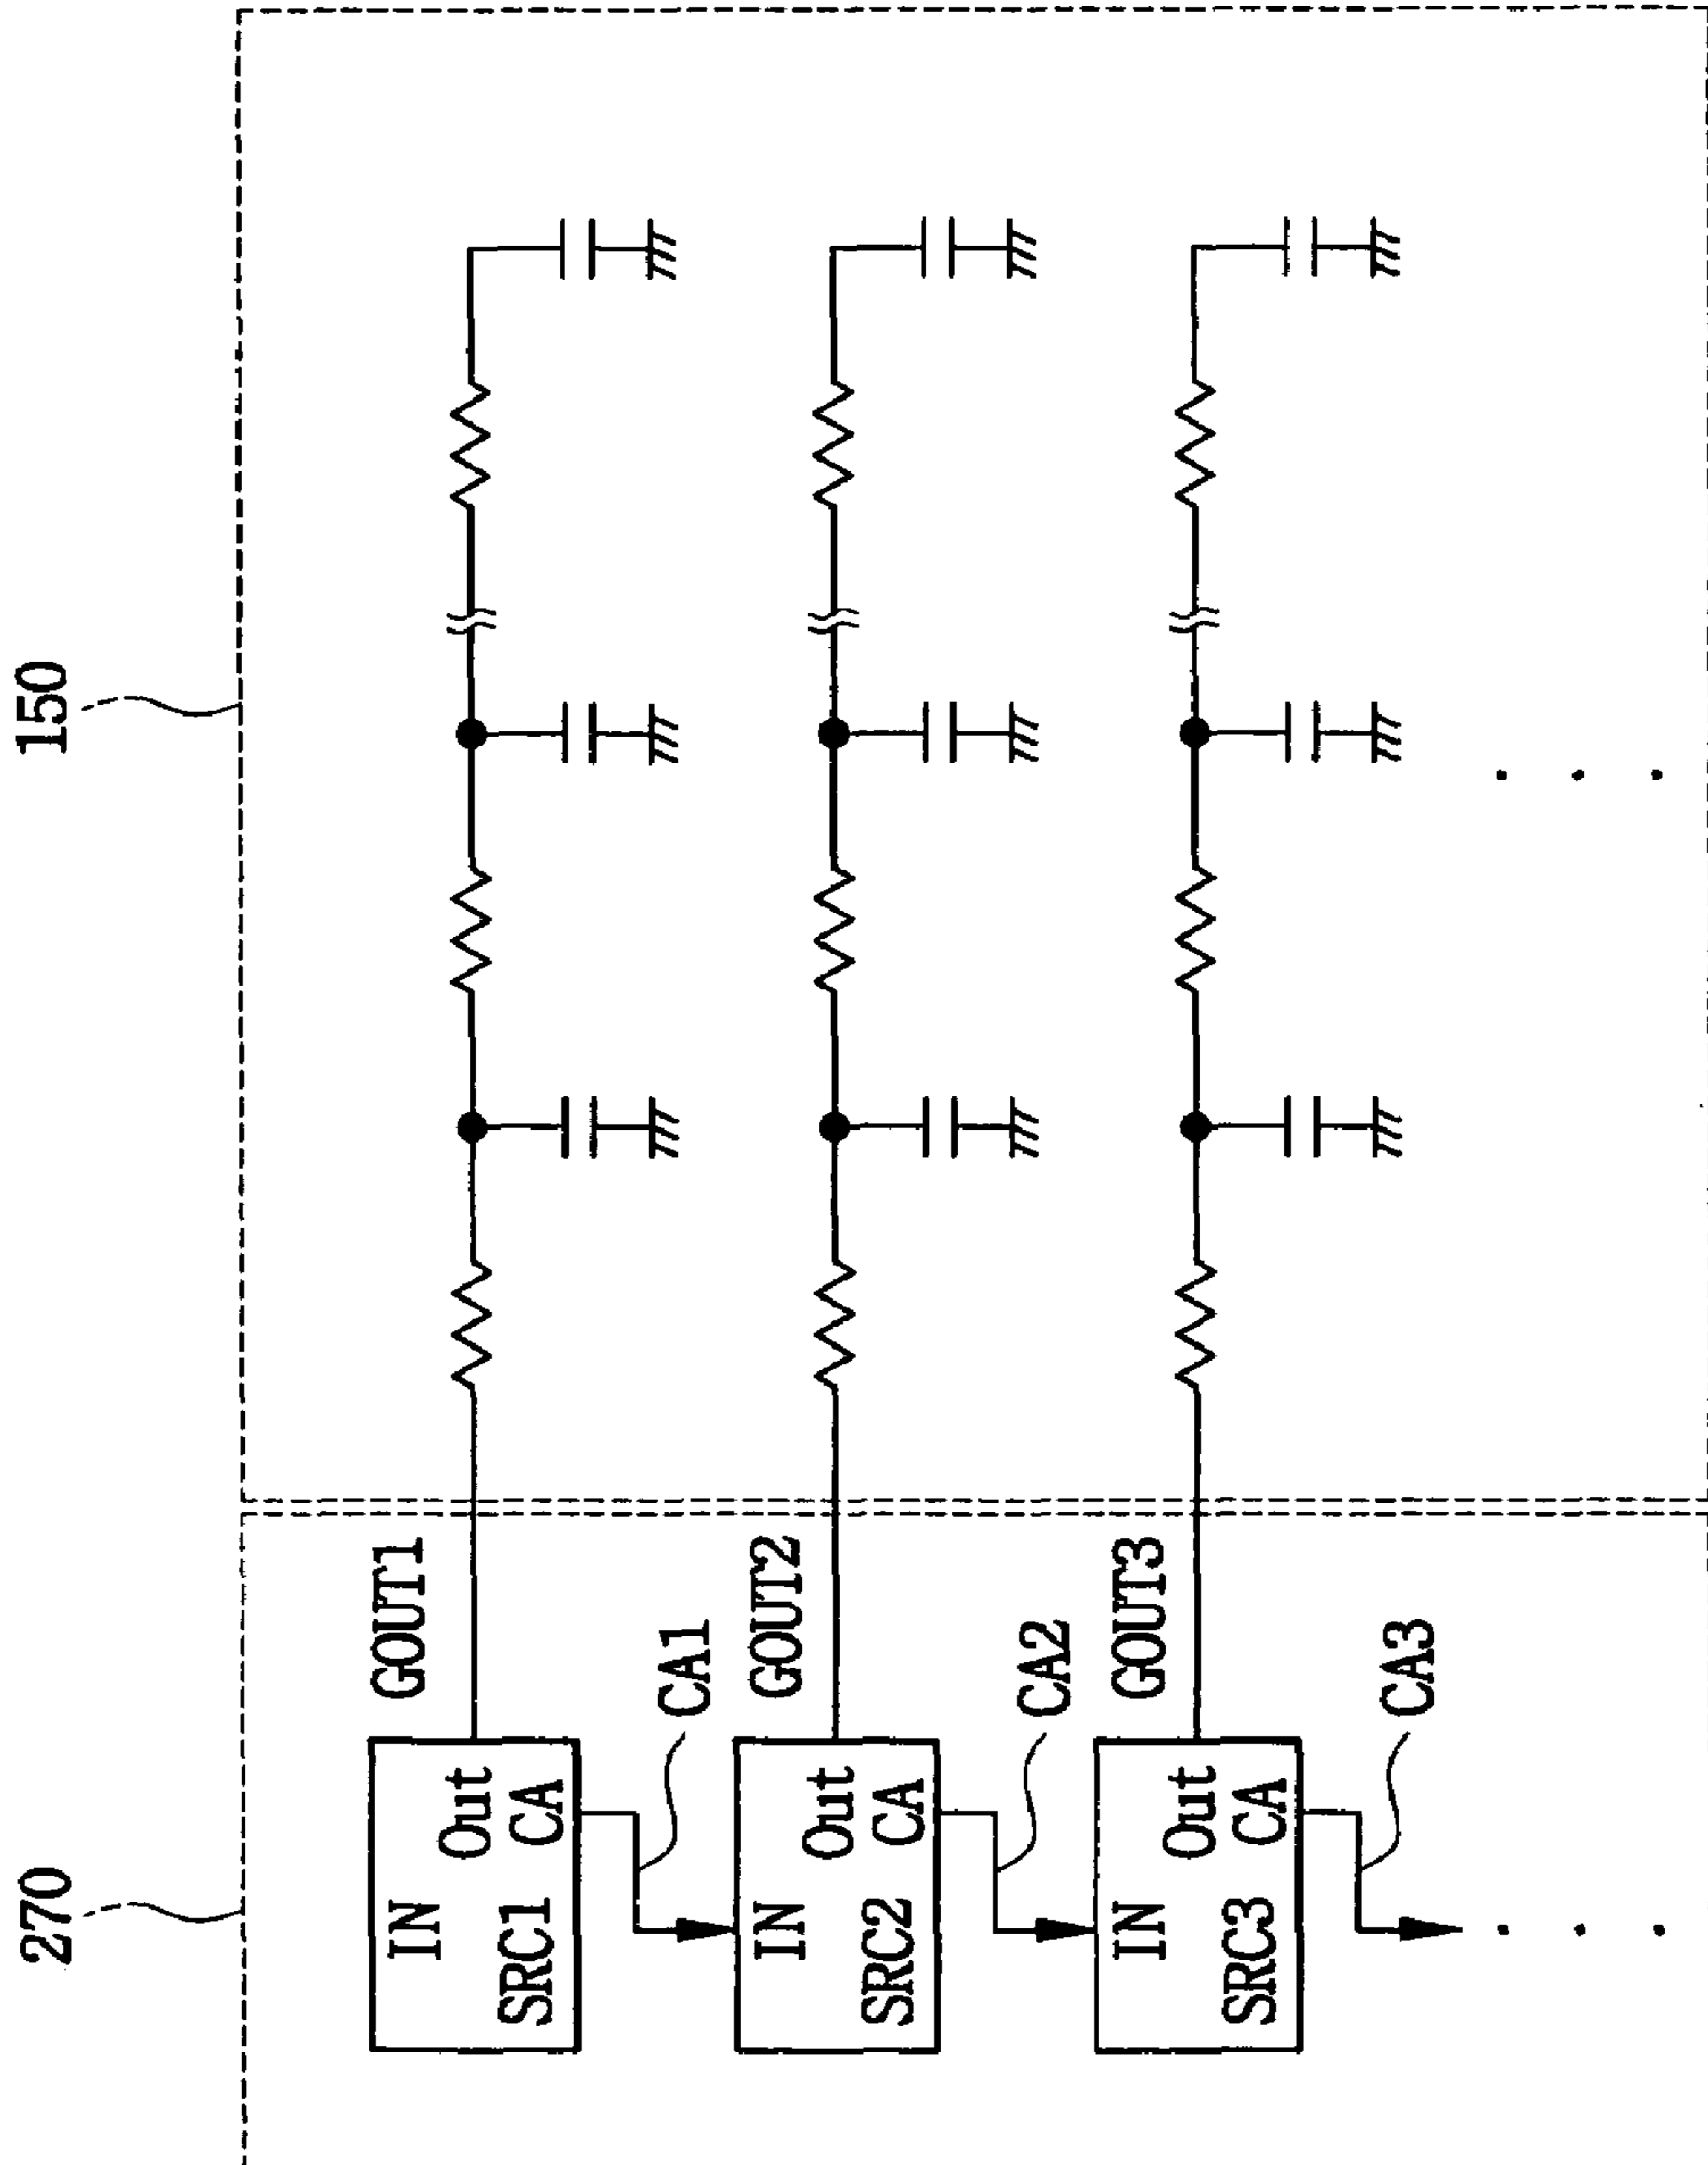 150
270
GOUT1
IN
Out
SRC1
CA
CA1
GOUT2
IN
Out
SRC2
CA
CA2
GOUT3
IN
Out
SRC3
CA
CA3